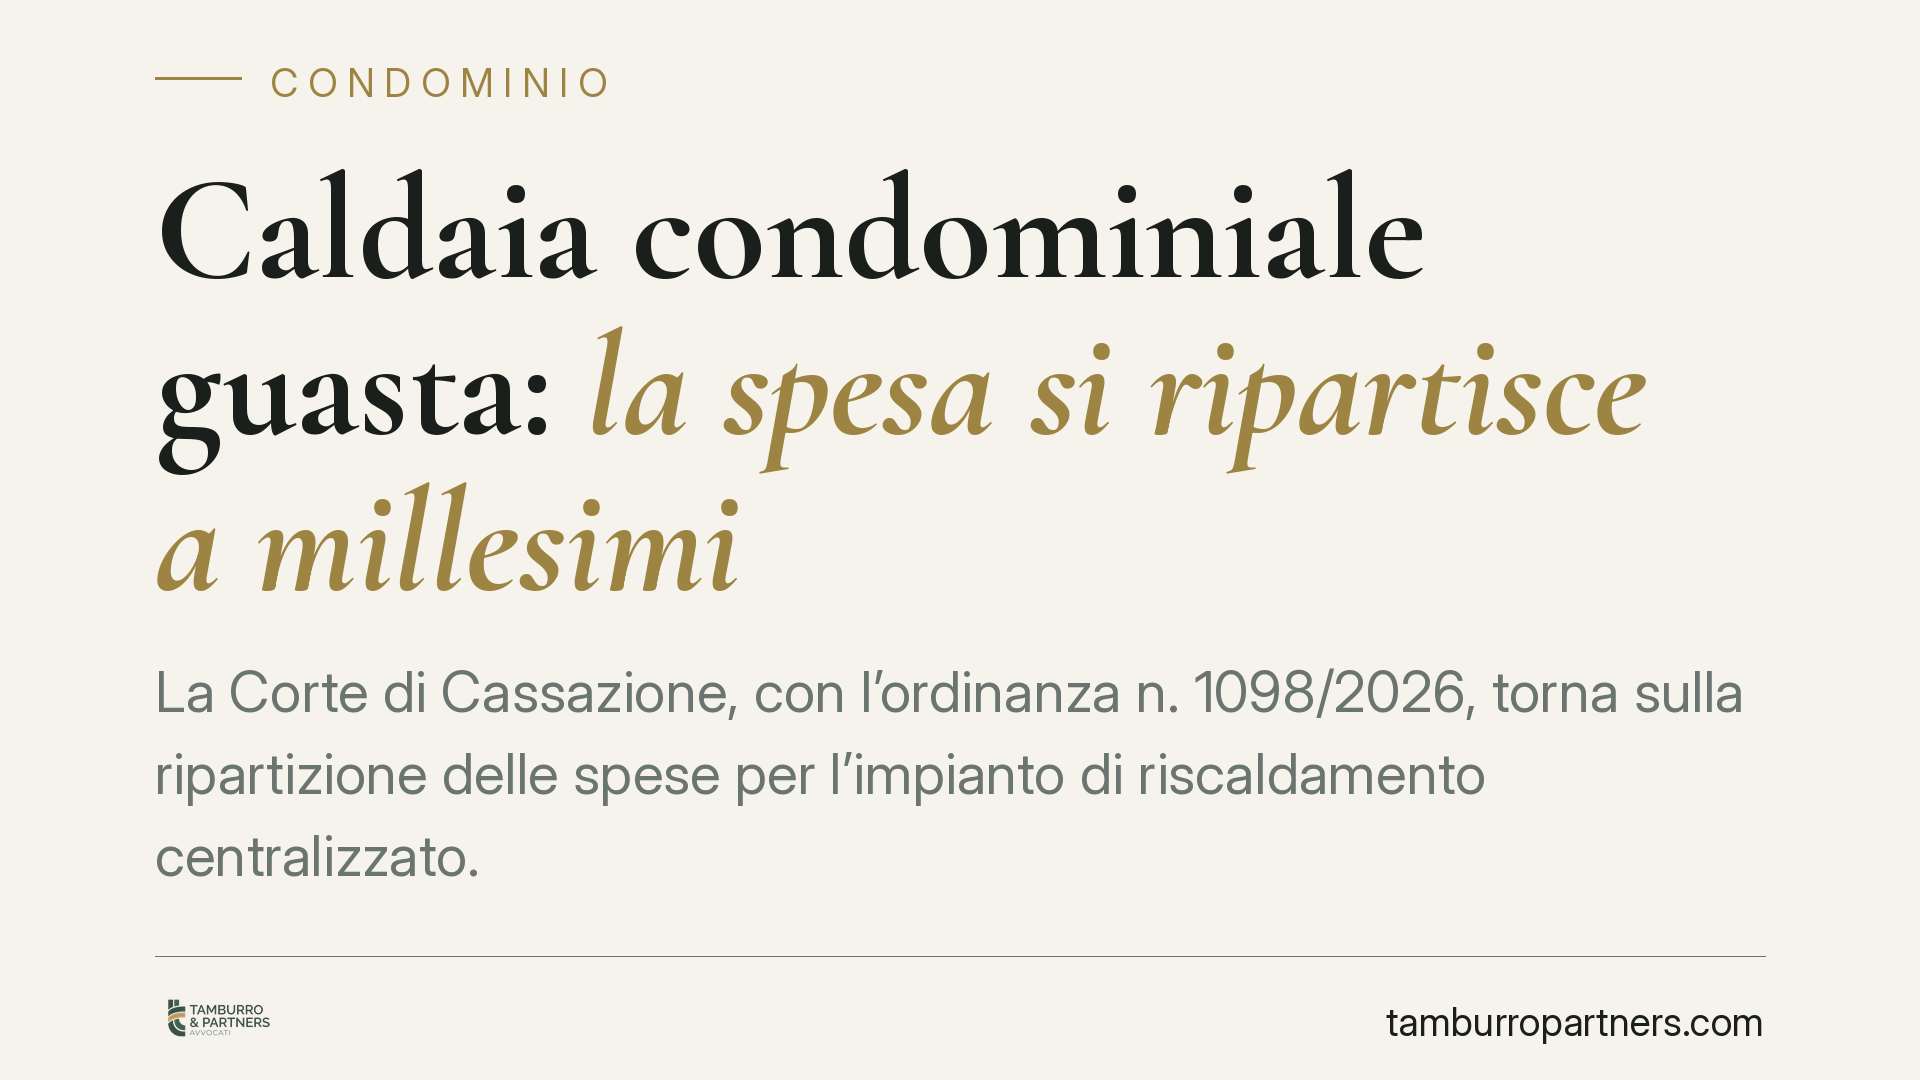 CONDOMINIO
Caldaia condominiale
guasta: la spesa si ripartisce
a millesimi
La Corte di Cassazione, con l’ordinanza n. 1098/2026, torna sulla
ripartizione delle spese per l’impianto di riscaldamento
centralizzato.
TAMBURRO
& PARTNERS
AVVOCATI
tamburropartners.com